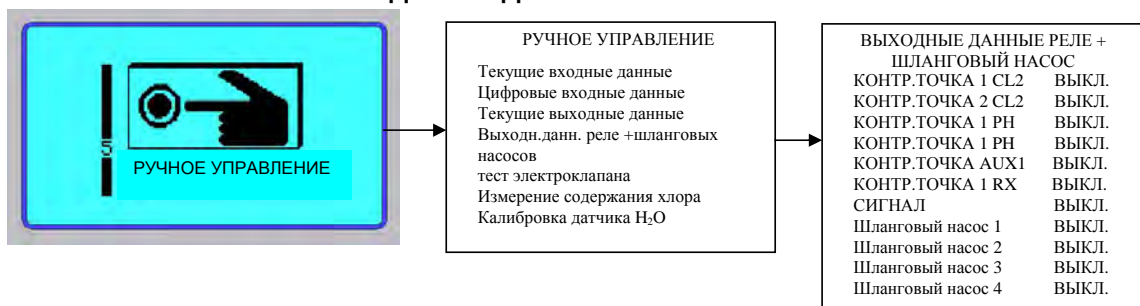 5
РУЧНОЕ УПРАВЛЕНИЕ
РУЧНОЕ УПРАВЛЕНИЕ
Текущие входные данные
Цифровые входные данные
Текущие выходные данные
Выходн.данн. реле +шланговых
насосов
тест электроклапана
Измерение содержания хлора
Калибровка датчика H₂O
ВЫХОДНЫЕ ДАННЫЕ РЕЛЕ +
ШЛАНГОВЫЙ НАСОС
КОНТР.ТОЧКА 1 CL2 ВЫКЛ.
КОНТР.ТОЧКА 2 CL2 ВЫКЛ.
КОНТР.ТОЧКА 1 PH ВЫКЛ.
КОНТР.ТОЧКА 1 PH ВЫКЛ.
КОНТР.ТОЧКА AUX1 ВЫКЛ.
КОНТР.ТОЧКА 1 RX ВЫКЛ.
СИГНАЛ ВЫКЛ.
Шланговый насос 1 ВЫКЛ.
Шланговый насос 2 ВЫКЛ.
Шланговый насос 3 ВЫКЛ.
Шланговый насос 4 ВЫКЛ.